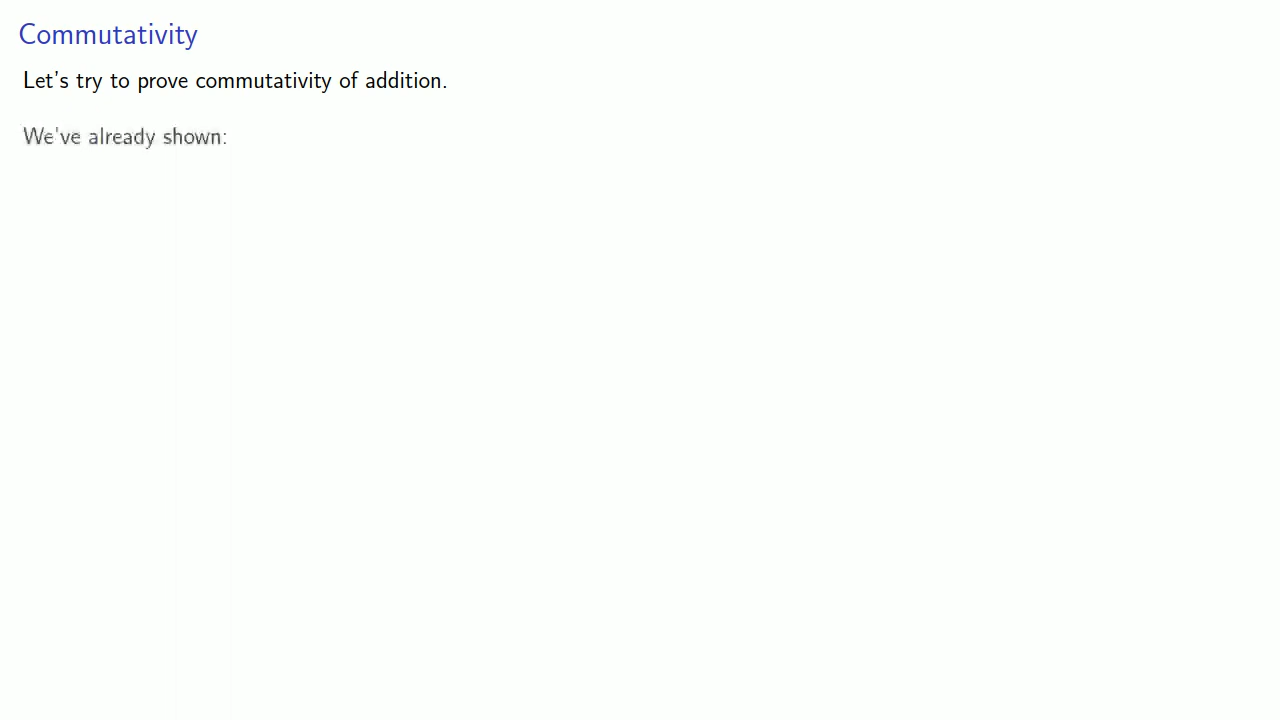 Commutativity
Let's try to prove commutativity of addition.
We've already shown: